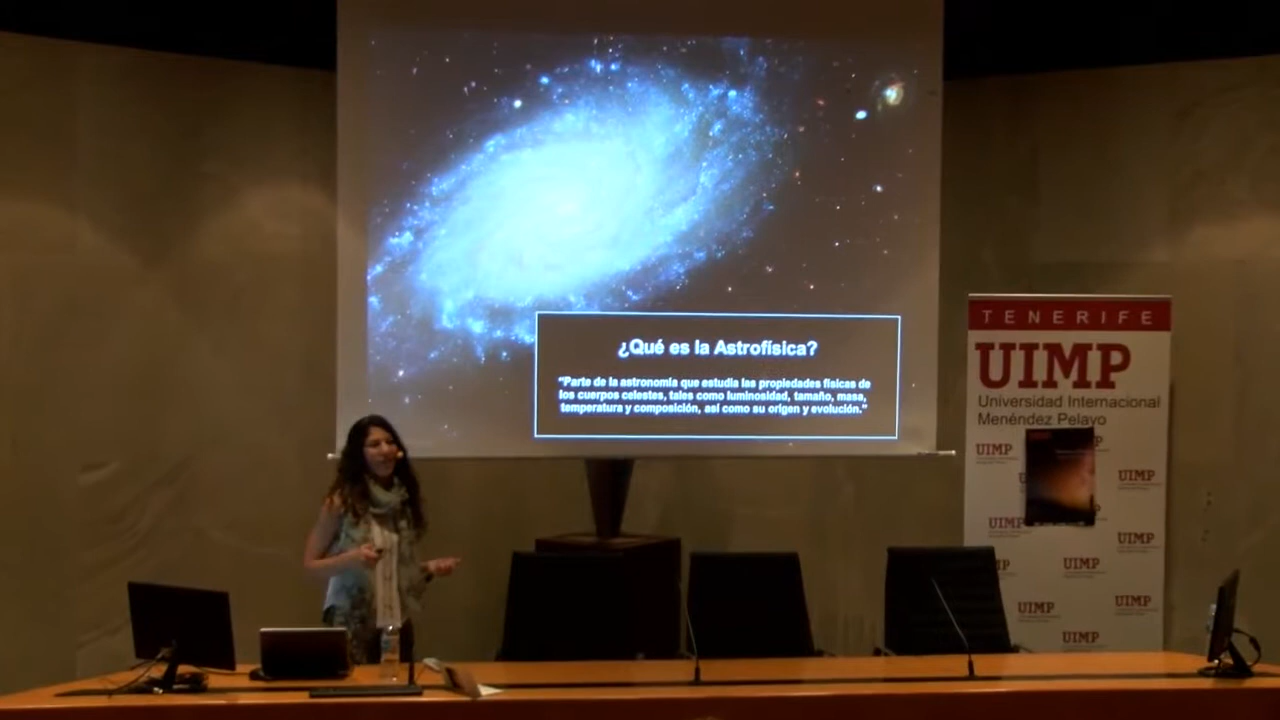 ¿Qué es la Astrofísica?
“Parte de la astronomía que estudia las propiedades físicas de
los cuerpos celestes, tales como luminosidad, tamaño, masa,
temperatura y composición, así como su origen y evolución.”
TENERIFE
UIMP
Universidad Internacional
Menéndez Pelayo
UIMP
UIMP
UIMP
UIMP
UIMP
UIMP
UIMP
UIMP